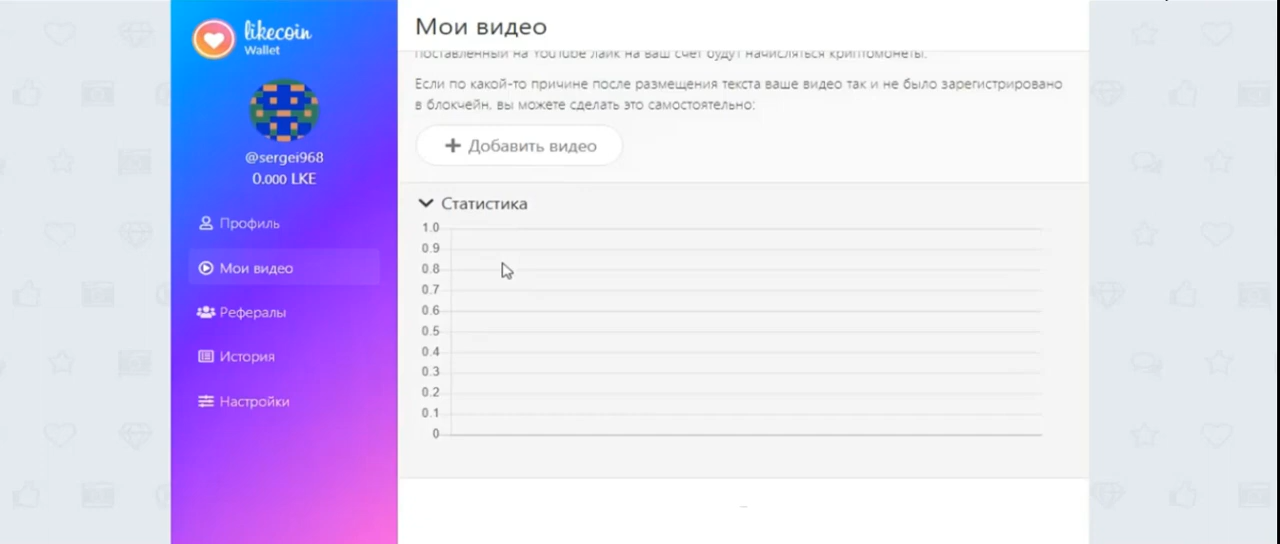 likecoin
Wallet
@sergei968
0.000 LKE
Профиль
Мои видео
Рефералы
История
Настройки
Мои видео
поставленный на YouTube лайк на ваш счет будут начисляться криптомонеты.
Если по какой-то причине после размещения текста ваше видео так и не было зарегистрировано
в блокчейн, вы можете сделать это самостоятельно:
+ Добавить видео
Статистика
1.0
0.9
0.8
0.7
0.6
0.5
0.4
0.3
0.2
0.1
0